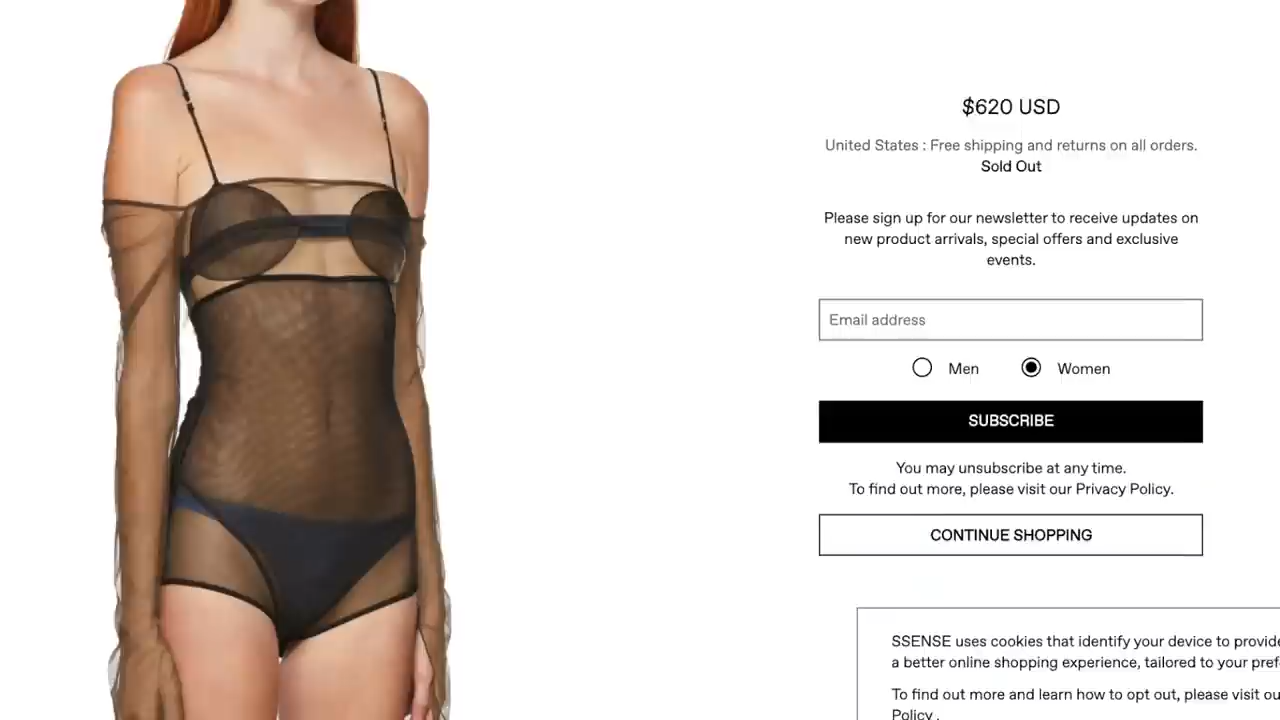 $620 USD
United States : Free shipping and returns on all orders.
Sold Out
Please sign up for our newsletter to receive updates on
new product arrivals, special offers and exclusive
events.
Email address
Men
Women
SUBSCRIBE
You may unsubscribe at any time.
To find out more, please visit our Privacy Policy.
CONTINUE SHOPPING
SSENSE uses cookies that identify your device to provide
a better online shopping experience, tailored to your
To find out more and learn how to opt out, please visit
Policy .